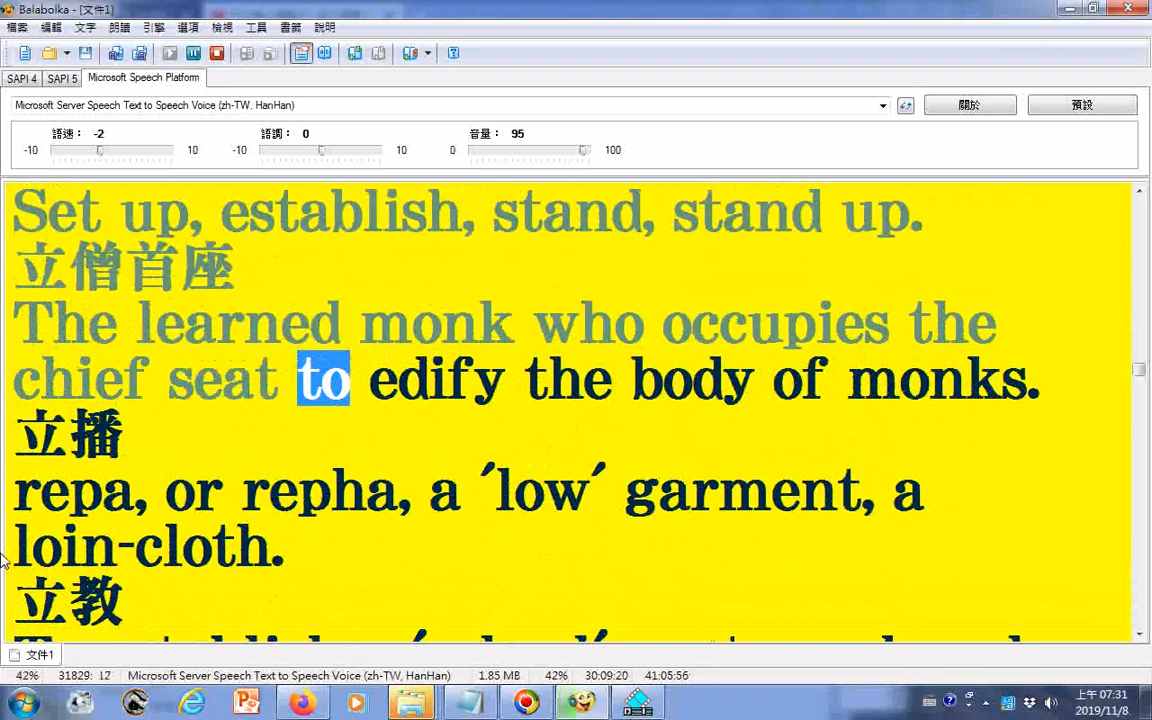 Balabolka - [文件1]
檔案 編輯 文字 朗讀 引擎 選項 檢視 工具 書籤 說明
SAPI 4 SAPI 5 Microsoft Speech Platform
Microsoft Server Speech Text to Speech Voice (zh-TW, HanHan) 關於 預設
語速： -2 語調： 0 音量： 95
-10 10 -10 10 0 100
Set up, establish, stand, stand up.
立僧首座
The learned monk who occupies the
chief seat to edify the body of monks.
立播
repa, or repha, a ′low′ garment, a
loin-cloth.
立教
文件1
42% 31829: 12 Microsoft Server Speech Text to Speech Voice (zh-TW, HanHan) 1.85 MB 42% 30:09:20 41:05:56
上午 07:31
2019/11/8